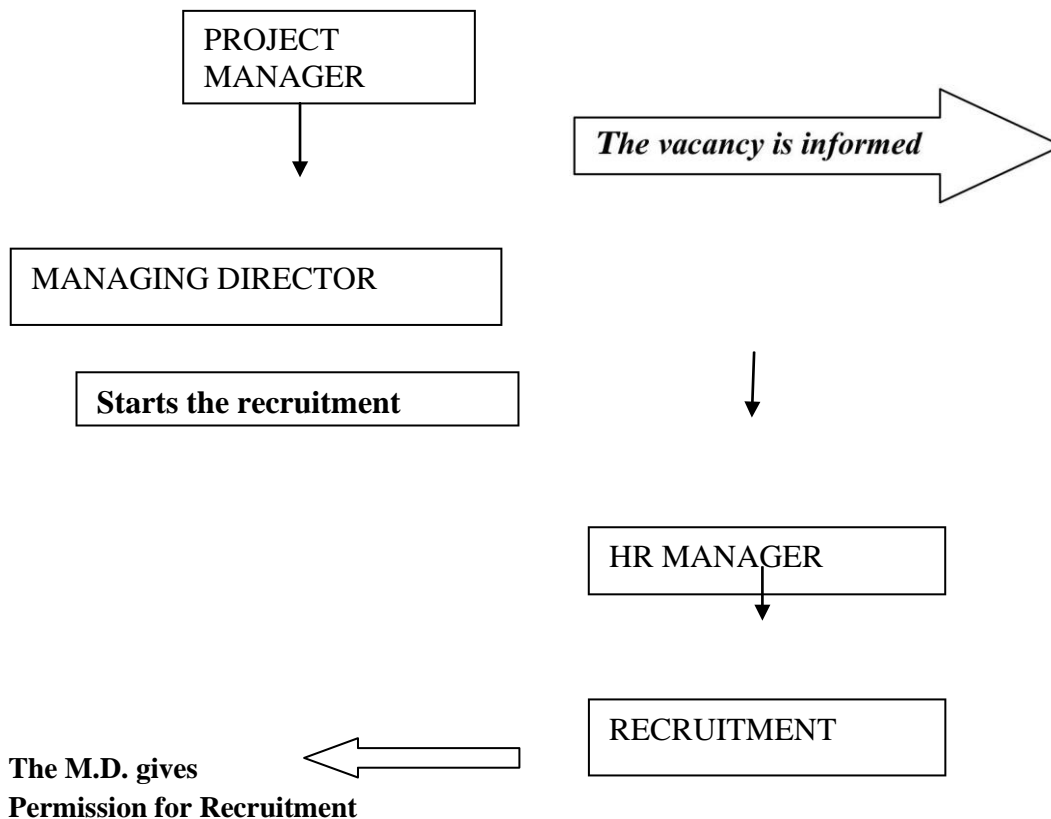 PROJECT
MANAGER
The vacancy is informed
MANAGING DIRECTOR
Starts the recruitment
HR MANAGER
RECRUITMENT
The M.D. gives
Permission for Recruitment